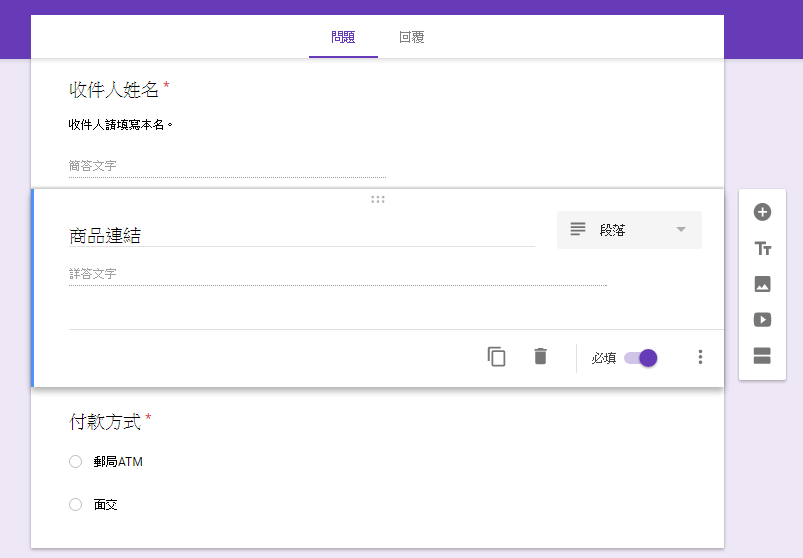 問題 回覆
收件人姓名 *
收件人請填寫本名。
簡答文字
商品連結
段落
詳答文字
必填
付款方式 *
郵局ATM
面交